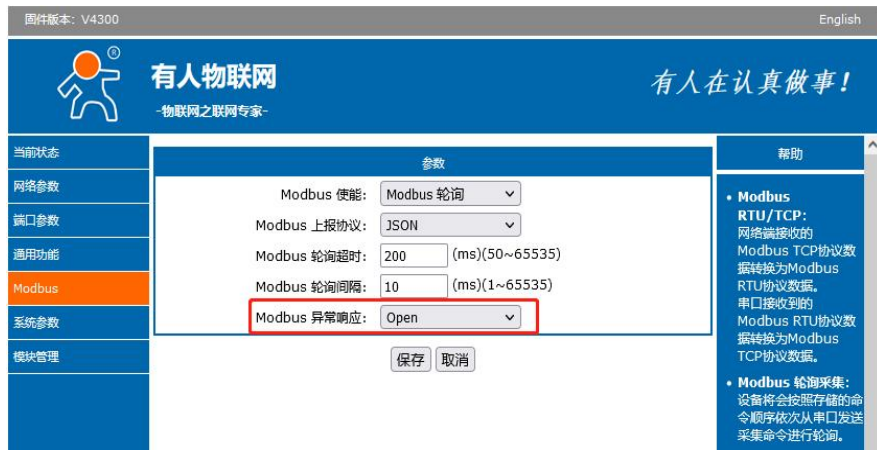 固件版本: V4300
English
®
有人物联网
-物联网之联网专家-
有人在认真做事!
当前状态
网络参数
端口参数
通用功能
Modbus
系统参数
模块管理
参数
Modbus 使能: Modbus 轮询
Modbus 上报协议: JSON
Modbus 轮询超时: 200 (ms)(50~65535)
Modbus 轮询间隔: 10 (ms)(1~65535)
Modbus 异常响应: Open
保存 取消
帮助
• Modbus
RTU/TCP:
网络端接收的
Modbus TCP协议数
据转换为Modbus
RTU协议数据。
串口接收到的
Modbus RTU协议数
据转换为Modbus
TCP协议数据。
• Modbus 轮询采集:
设备将会按照存储的命
令顺序依次从串口发送
采集命令进行轮询。